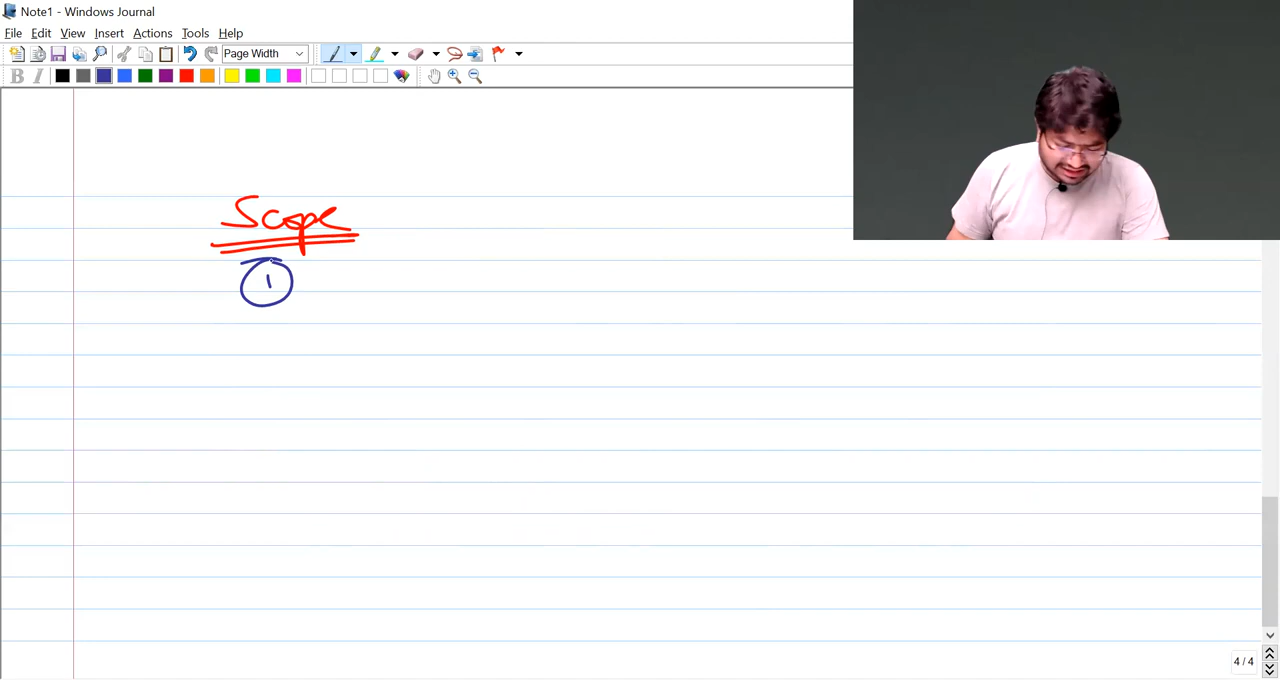 Note1 - Windows Journal
File Edit View Insert Actions Tools Help
Page Width
B I
Scope
1
4 / 4